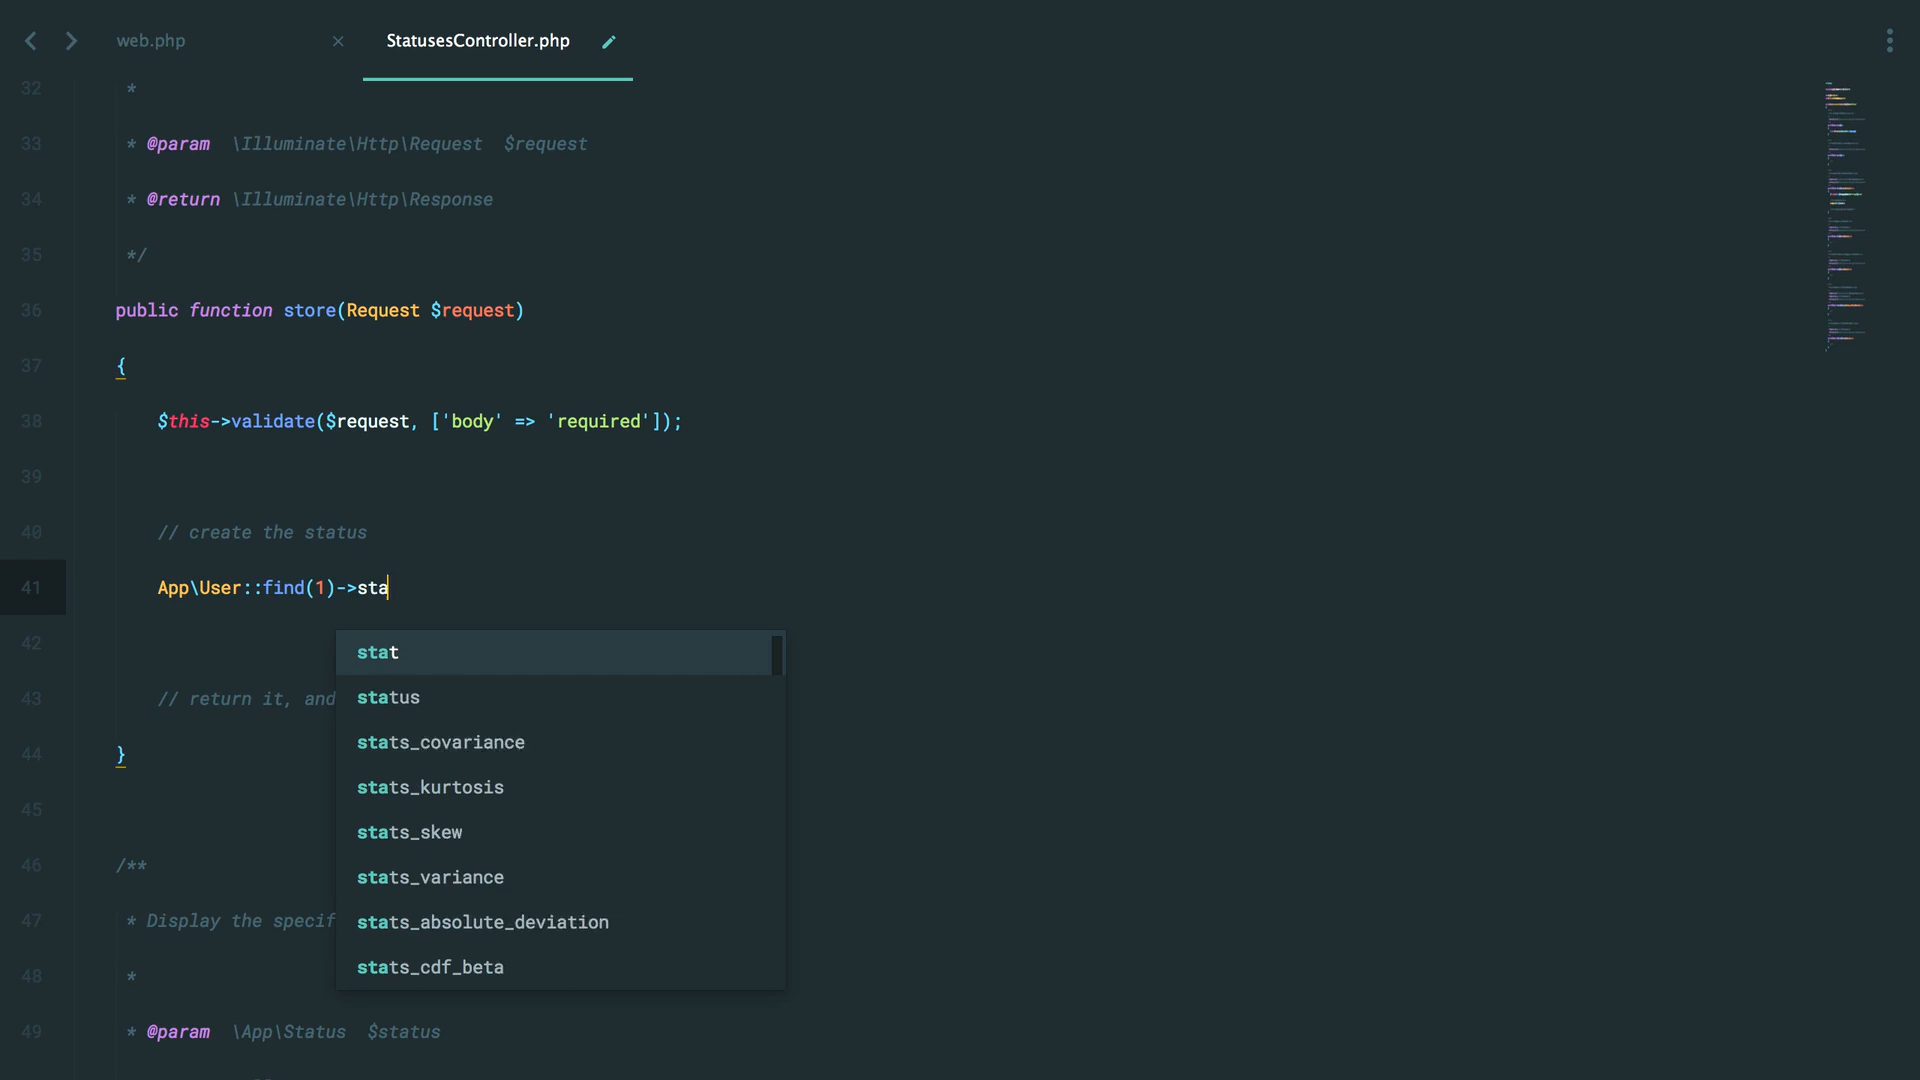 web.php
StatusesController.php
32 *
33 * @param \Illuminate\Http\Request $request
34 * @return \Illuminate\Http\Response
35 */
36 public function store(Request $request)
37 {
38 $this->validate($request, ['body' => 'required']);
39
40 // create the status
41 App\User::find(1)->sta
42
stat
status
43 // return it, and
stats_covariance
44 }
stats_kurtosis
45
stats_skew
46 /**
stats_variance
47 * Display the specif
stats_absolute_deviation
48 *
stats_cdf_beta
49 * @param \App\Status $status